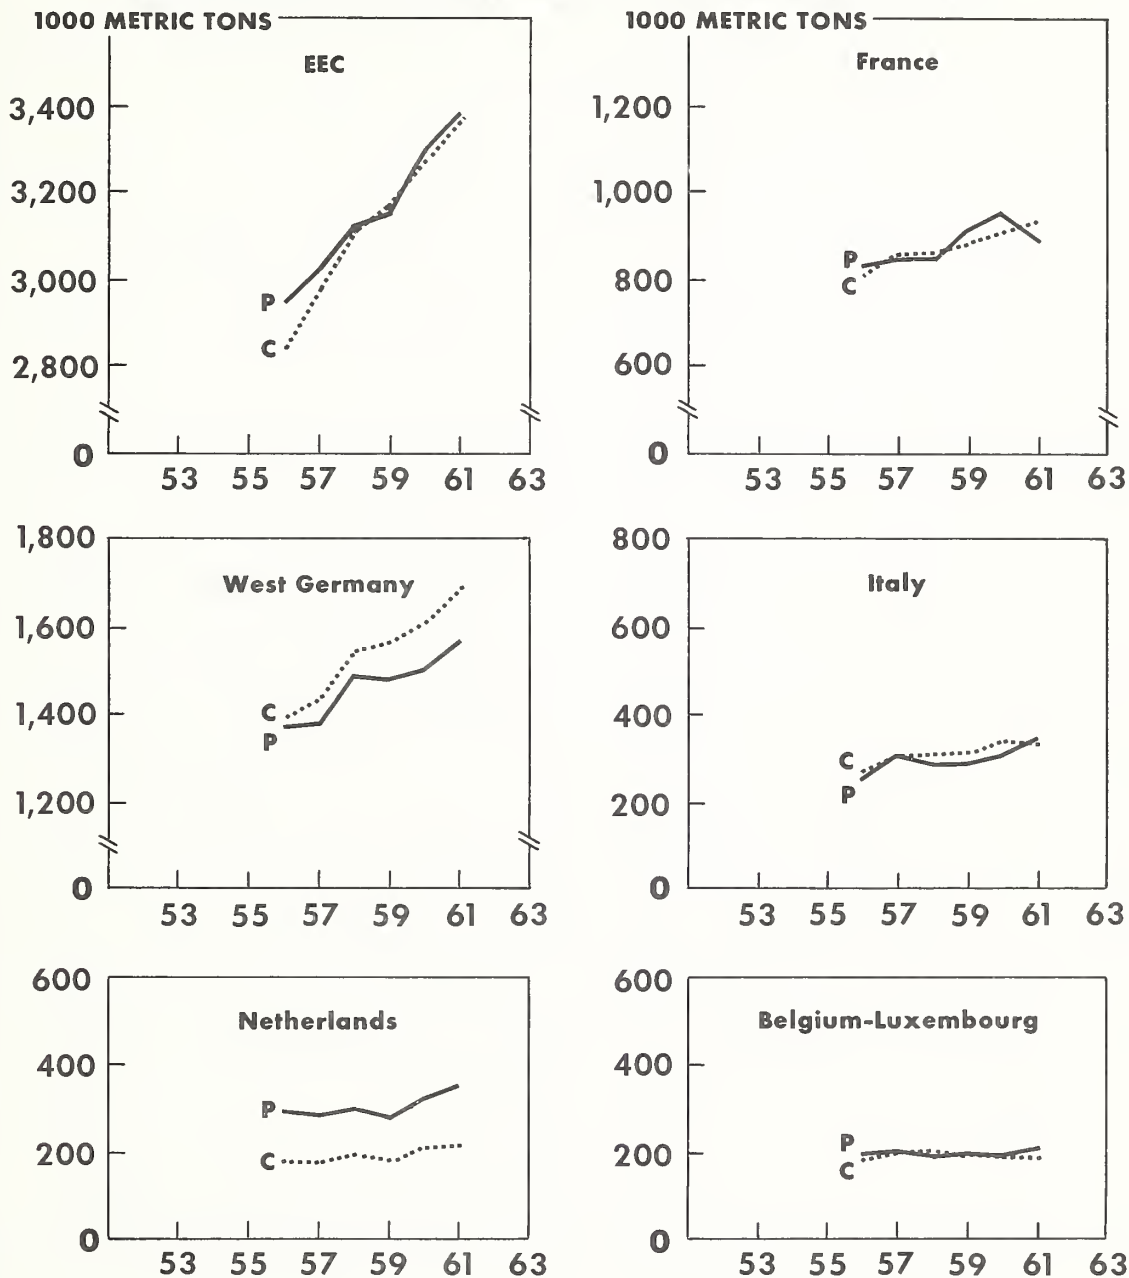 1000 METRIC TONS
EEC
3,400
3,200
3,000
2,800
0
P
C
53 55 57 59 61 63
1000 METRIC TONS
France
1,200
1,000
800
600
0
P
C
53 55 57 59 61 63
1,800
West Germany
1,600
1,400
1,200
0
C
P
53 55 57 59 61 63
800
Italy
600
400
200
0
C
P
53 55 57 59 61 63
600
Netherlands
400
200
0
P
C
53 55 57 59 61 63
600
Belgium-Luxembourg
400
200
0
P
C
53 55 57 59 61 63